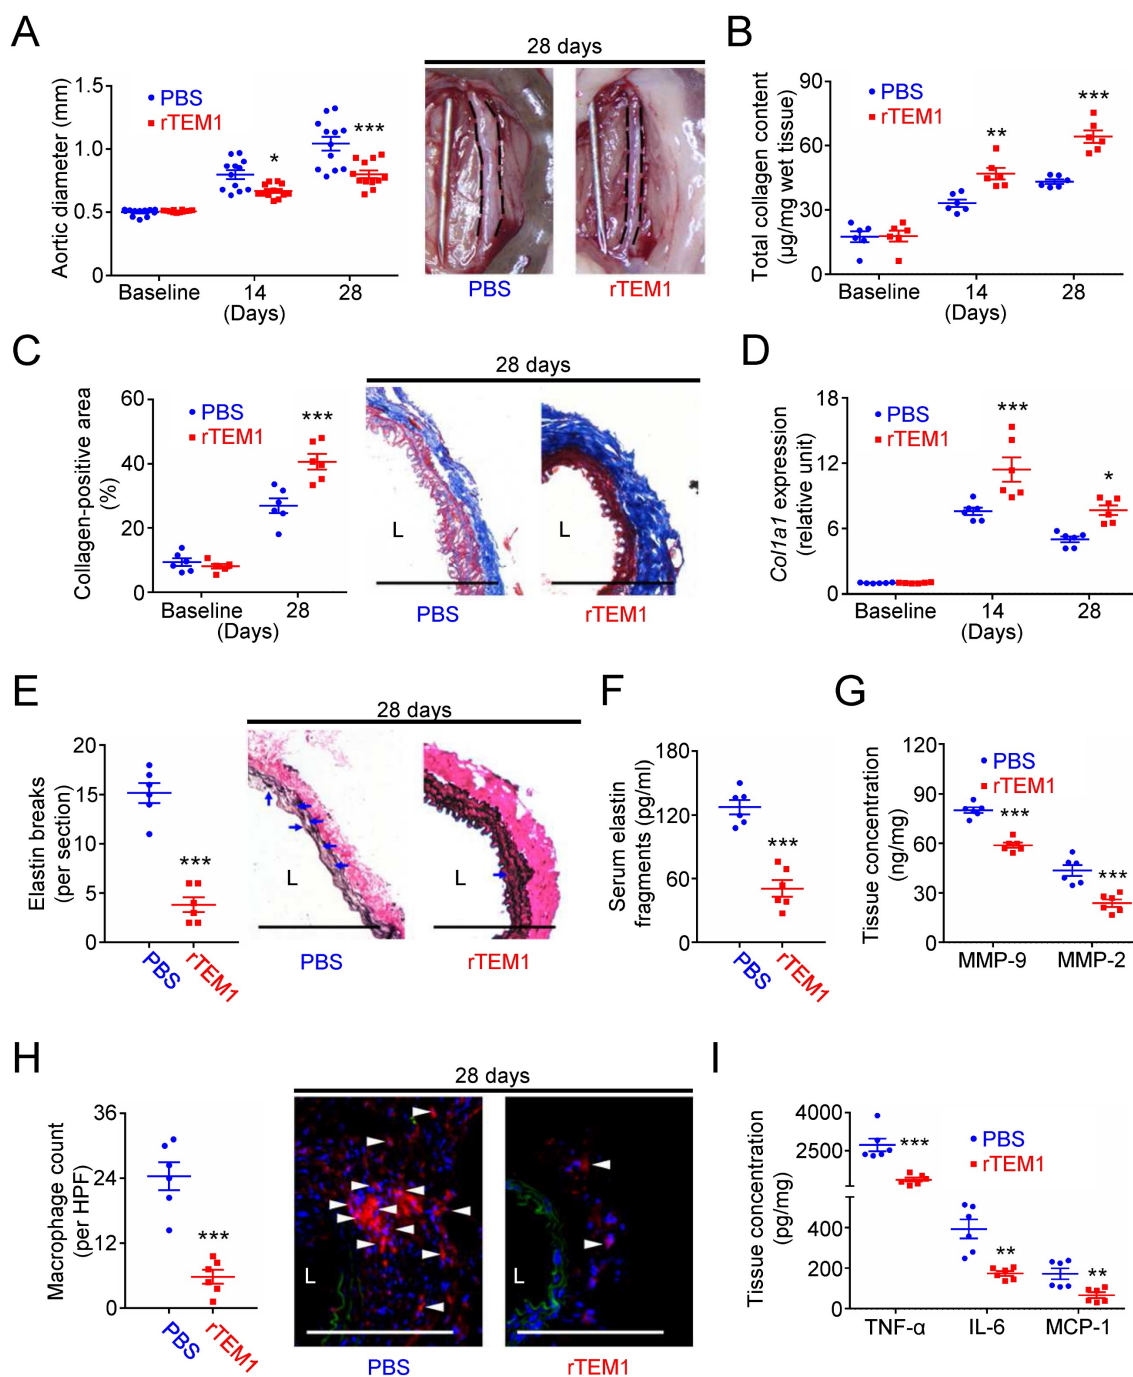 A
Aortic diameter (mm)
1.5
1.0
0.5
0
PBS
rTEM1
*
***
Baseline
14
28
(Days)
28 days
PBS
rTEM1
B
Total collagen content
(µg/mg wet tissue)
90
60
30
0
PBS
rTEM1
**
***
Baseline
14
28
(Days)
C
Collagen-positive area
(%)
60
40
20
0
PBS
rTEM1
***
Baseline
28
(Days)
28 days
L
L
PBS
rTEM1
D
Col1a1 expression
(relative unit)
18
12
6
0
PBS
rTEM1
***
*
Baseline
14
28
(Days)
E
Elastin breaks
(per section)
20
15
10
5
0
***
PBS
rTEM1
28 days
L
L
PBS
rTEM1
F
Serum elastin
fragments (pg/ml)
180
120
60
0
***
PBS
rTEM1
G
Tissue concentration
(ng/mg)
120
90
60
30
0
PBS
rTEM1
***
***
MMP-9
MMP-2
H
Macrophage count
(per HPF)
36
24
12
0
***
PBS
rTEM1
28 days
L
L
PBS
rTEM1
I
Tissue concentration
(pg/mg)
4000
2500
400
200
0
PBS
rTEM1
***
**
**
TNF-α
IL-6
MCP-1